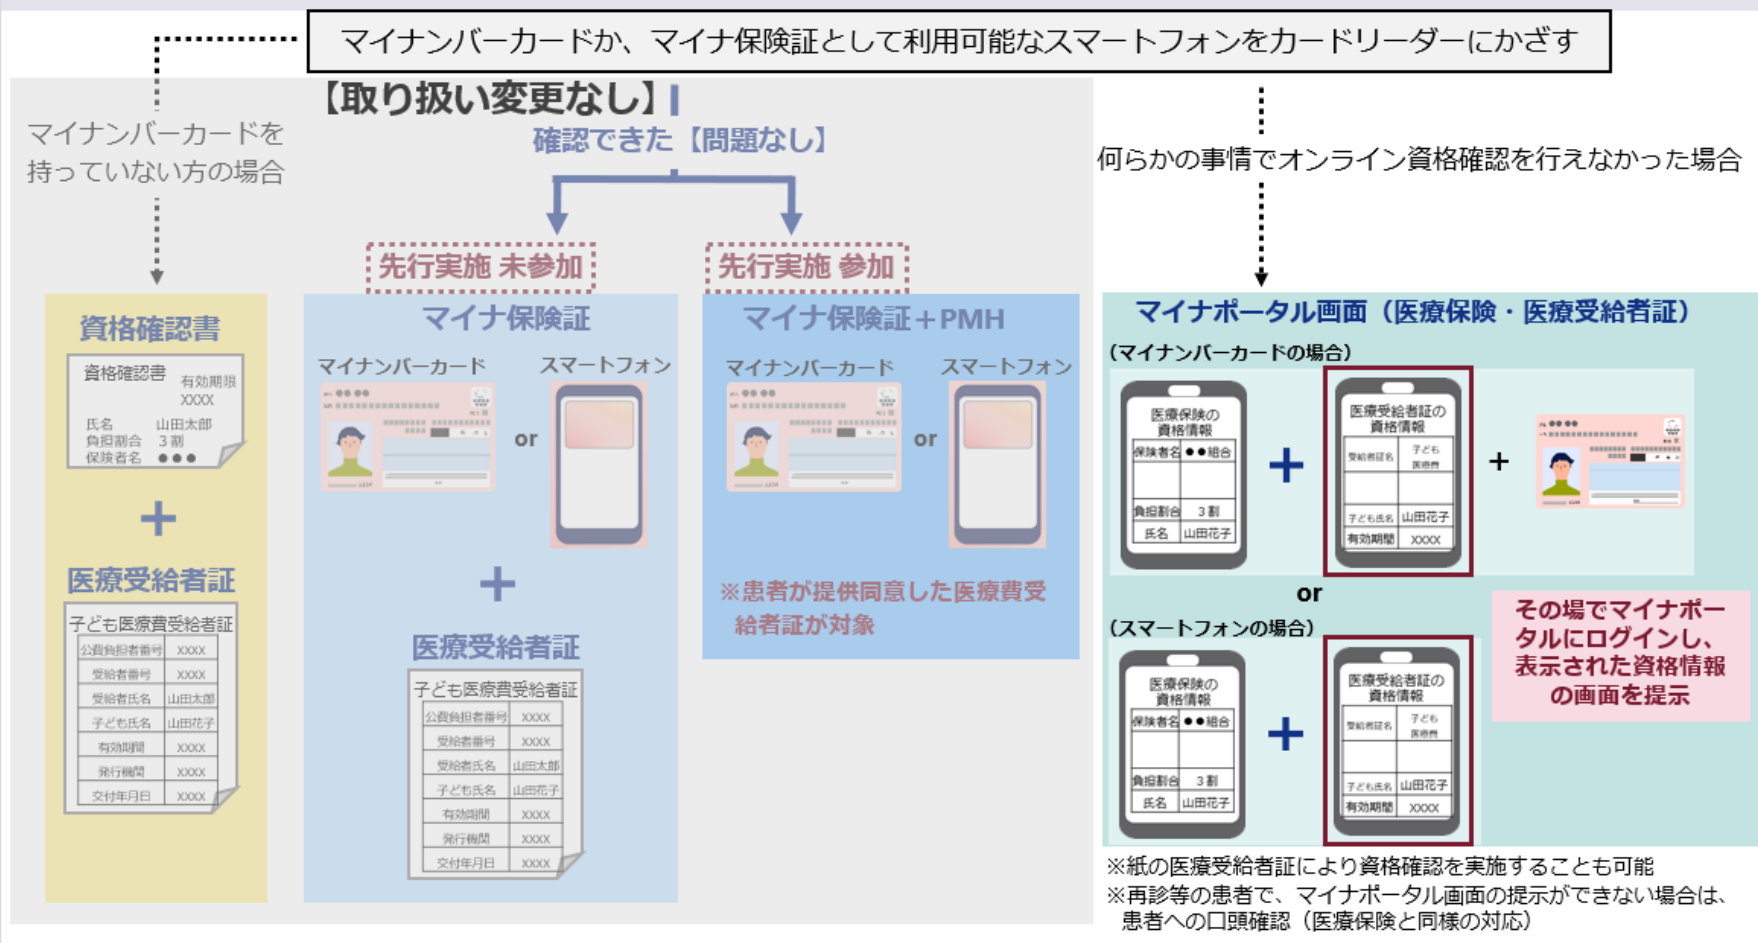 マイナンバーカードか、マイナ保険証として利用可能なスマートフォンをカードリーダーにかざす
【取り扱い変更なし】
マイナンバーカードを
持っていない方の場合
資格確認書
資格確認書
有効期限
XXXX
氏名 山田太郎
負担割合 3割
保険者名 ●●●
+
医療受給者証
子ども医療費受給者証
公費負担者番号 XXXX
受給者番号 XXXX
受給者氏名 山田太郎
子ども氏名 山田花子
有効期間 XXXX
発行機関 XXXX
交付年月日 XXXX
確認できた【問題なし】
先行実施 未参加
マイナ保険証
マイナンバーカード
or
スマートフォン
+
医療受給者証
子ども医療費受給者証
公費負担者番号 XXXX
受給者番号 XXXX
受給者氏名 山田太郎
子ども氏名 山田花子
有効期間 XXXX
発行機関 XXXX
交付年月日 XXXX
先行実施 参加
マイナ保険証+PMH
マイナンバーカード
or
スマートフォン
※患者が提供同意した医療費受
給者証が対象
何らかの事情でオンライン資格確認を行えなかった場合
マイナポータル画面(医療保険・医療受給者証)
(マイナンバーカードの場合)
医療保険の
資格情報
保険者名 ●●組合
負担割合 3割
氏名 山田花子
+
医療受給者証の
資格情報
受給者証名 子ども
医療費
子ども氏名 山田花子
有効期間 XXXX
+
or
(スマートフォンの場合)
医療保険の
資格情報
保険者名 ●●組合
負担割合 3割
氏名 山田花子
+
医療受給者証の
資格情報
受給者証名 子ども
医療費
子ども氏名 山田花子
有効期間 XXXX
その場でマイナポー
タルにログインし、
表示された資格情報
の画面を提示
※紙の医療受給者証により資格確認を実施することも可能
※再診等の患者で、マイナポータル画面の提示ができない場合は、
患者への口頭確認(医療保険と同様の対応)